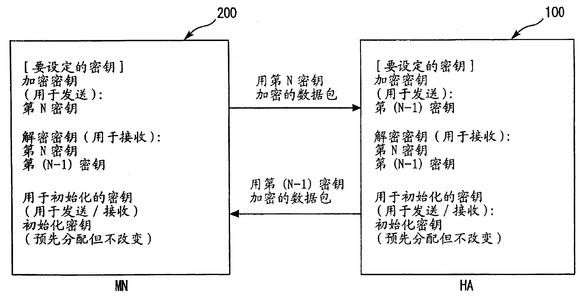 200
100
[要设定的密钥]
加密密钥
(用于发送):
第N密钥
解密密钥(用于接收):
第N密钥
第(N-1)密钥
用于初始化的密钥
(用于发送/接收)
初始化密钥
(预先分配但不改变)
MN
用第N密钥
加密的数据包
用第(N-1)密钥
加密的数据包
[要设定的密钥]
加密密钥
(用于发送):
第(N-1)密钥
解密密钥(用于接收):
第N密钥
第(N-1)密钥
用于初始化的密钥
(用于发送/接收):
初始化密钥
(预先分配但不改变)
HA